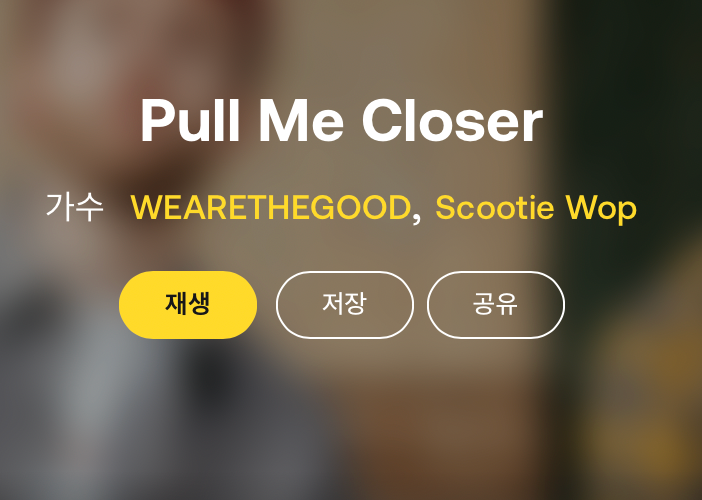 Pull Me Closer
가수 WEARETHEGOOD, Scootie Wop
재생 저장 공유